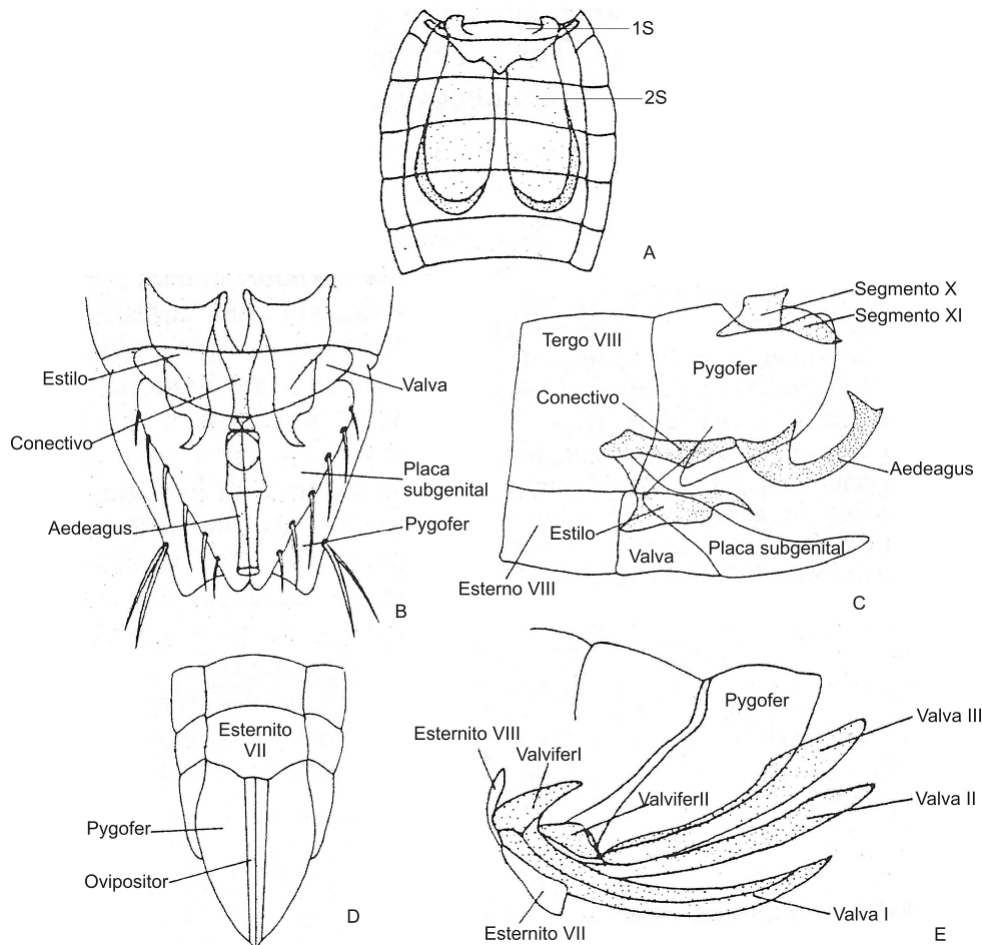 1S
2S
A
Estilo
Valva
Conectivo
Placa
subgenital
Aedeagus
Pygofer
B
Segmento X
Segmento XI
Tergo VIII
Pygofer
Conectivo
Aedeagus
Estilo
Valva
Placa subgenital
Esterno VIII
C
Esternito
VII
Pygofer
Ovipositor
D
Pygofer
Valva III
Esternito VIII
ValviferI
ValviferII
Valva II
Valva I
Esternito VII
E